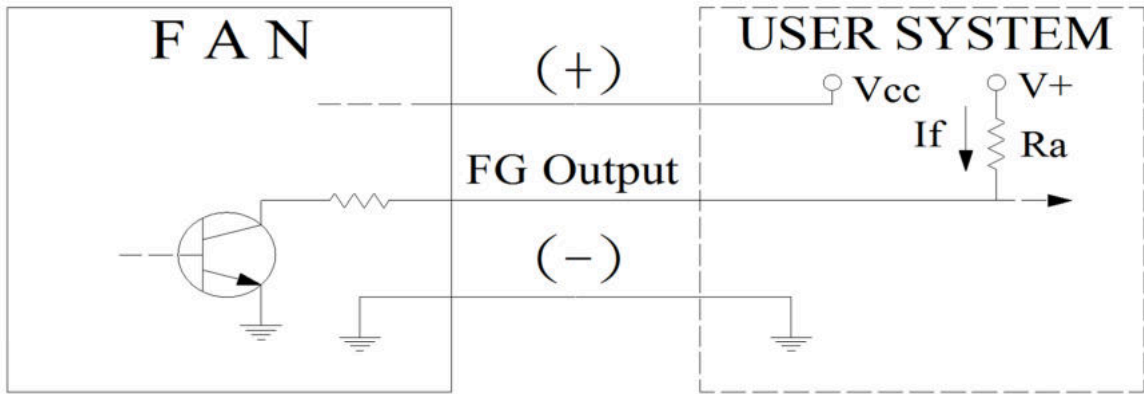 F A N
USER SYSTEM
(+)
Vcc
V+
If
Ra
FG Output
(-)